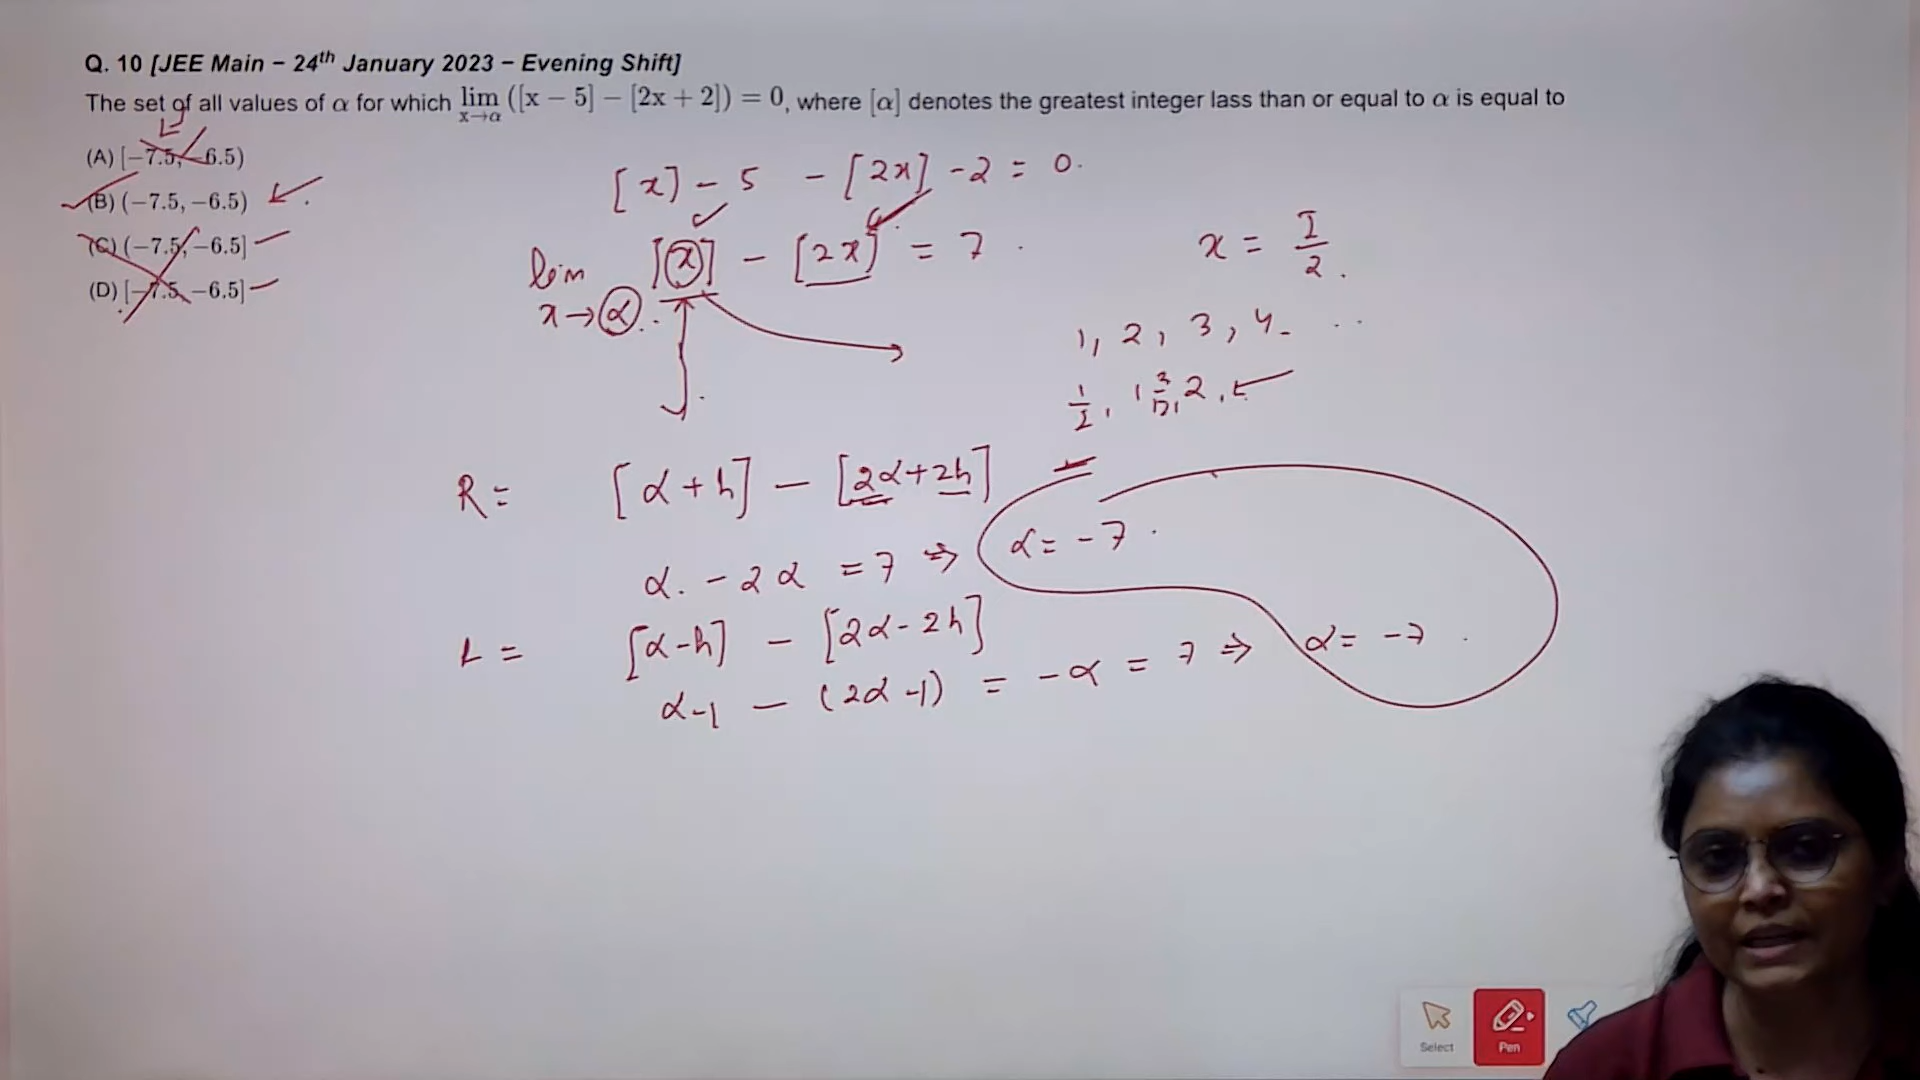 Q. 10 [JEE Main – 24th January 2023 – Evening Shift]
The set of all values of α for which lim x→α ([x − 5] − [2x + 2]) = 0, where [α] denotes the greatest integer lass than or equal to α is equal to
(A) [−7.5, −6.5)
(B) (−7.5, −6.5)
(C) (−7.5, −6.5]
(D) [−7.5, −6.5]
[x] − 5 − [2x] − 2 = 0.
lim x→α [x] − [2x] = 7
x = I/2.
1, 2, 3, 4 - ...
R = [α + h] − [2α + 2h]
α. − 2α = 7 ⇒ α = −7.
L = [α − h] − [2α − 2h]
α−1 − (2α −1) = −α = 7 ⇒ α = −7.
Select
Pen